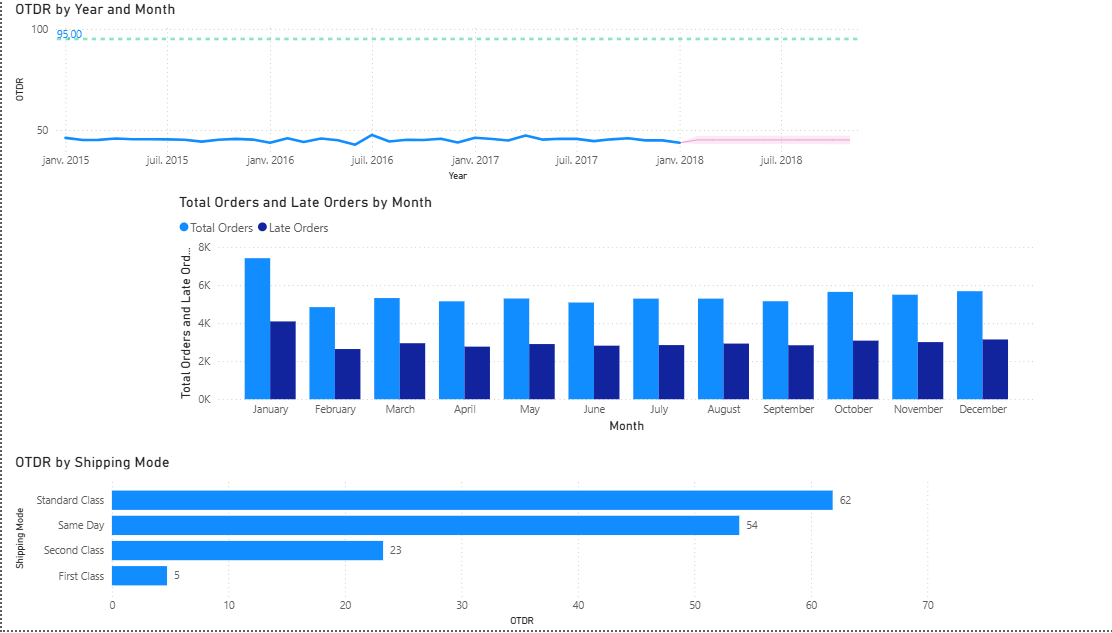 OTDR by Year and Month
100
95,00
OTDR
50
janv. 2015 juil. 2015 janv. 2016 juil. 2016 janv. 2017 juil. 2017 janv. 2018 juil. 2018
Year
Total Orders and Late Orders by Month
Total Orders Late Orders
Total Orders and Late Ord...
8K
6K
4K
2K
0K
January February March April May June July August September October November December
Month
OTDR by Shipping Mode
Shipping Mode
Standard Class 62
Same Day 54
Second Class 23
First Class 5
0 10 20 30 40 50 60 70
OTDR